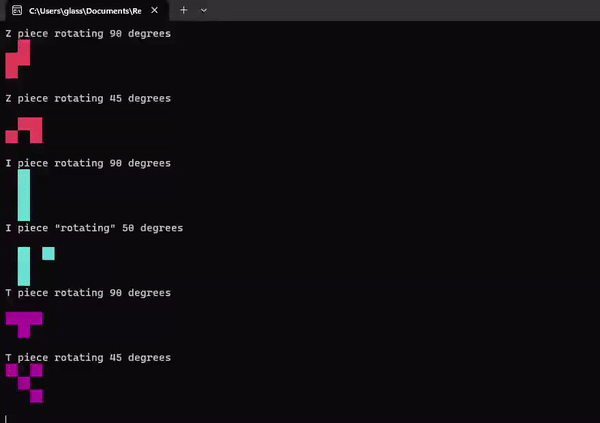 C:\Users\glass\Documents\Re
Z piece rotating 90 degrees
Z piece rotating 45 degrees
I piece rotating 90 degrees
I piece "rotating" 50 degrees
T piece rotating 90 degrees
T piece rotating 45 degrees